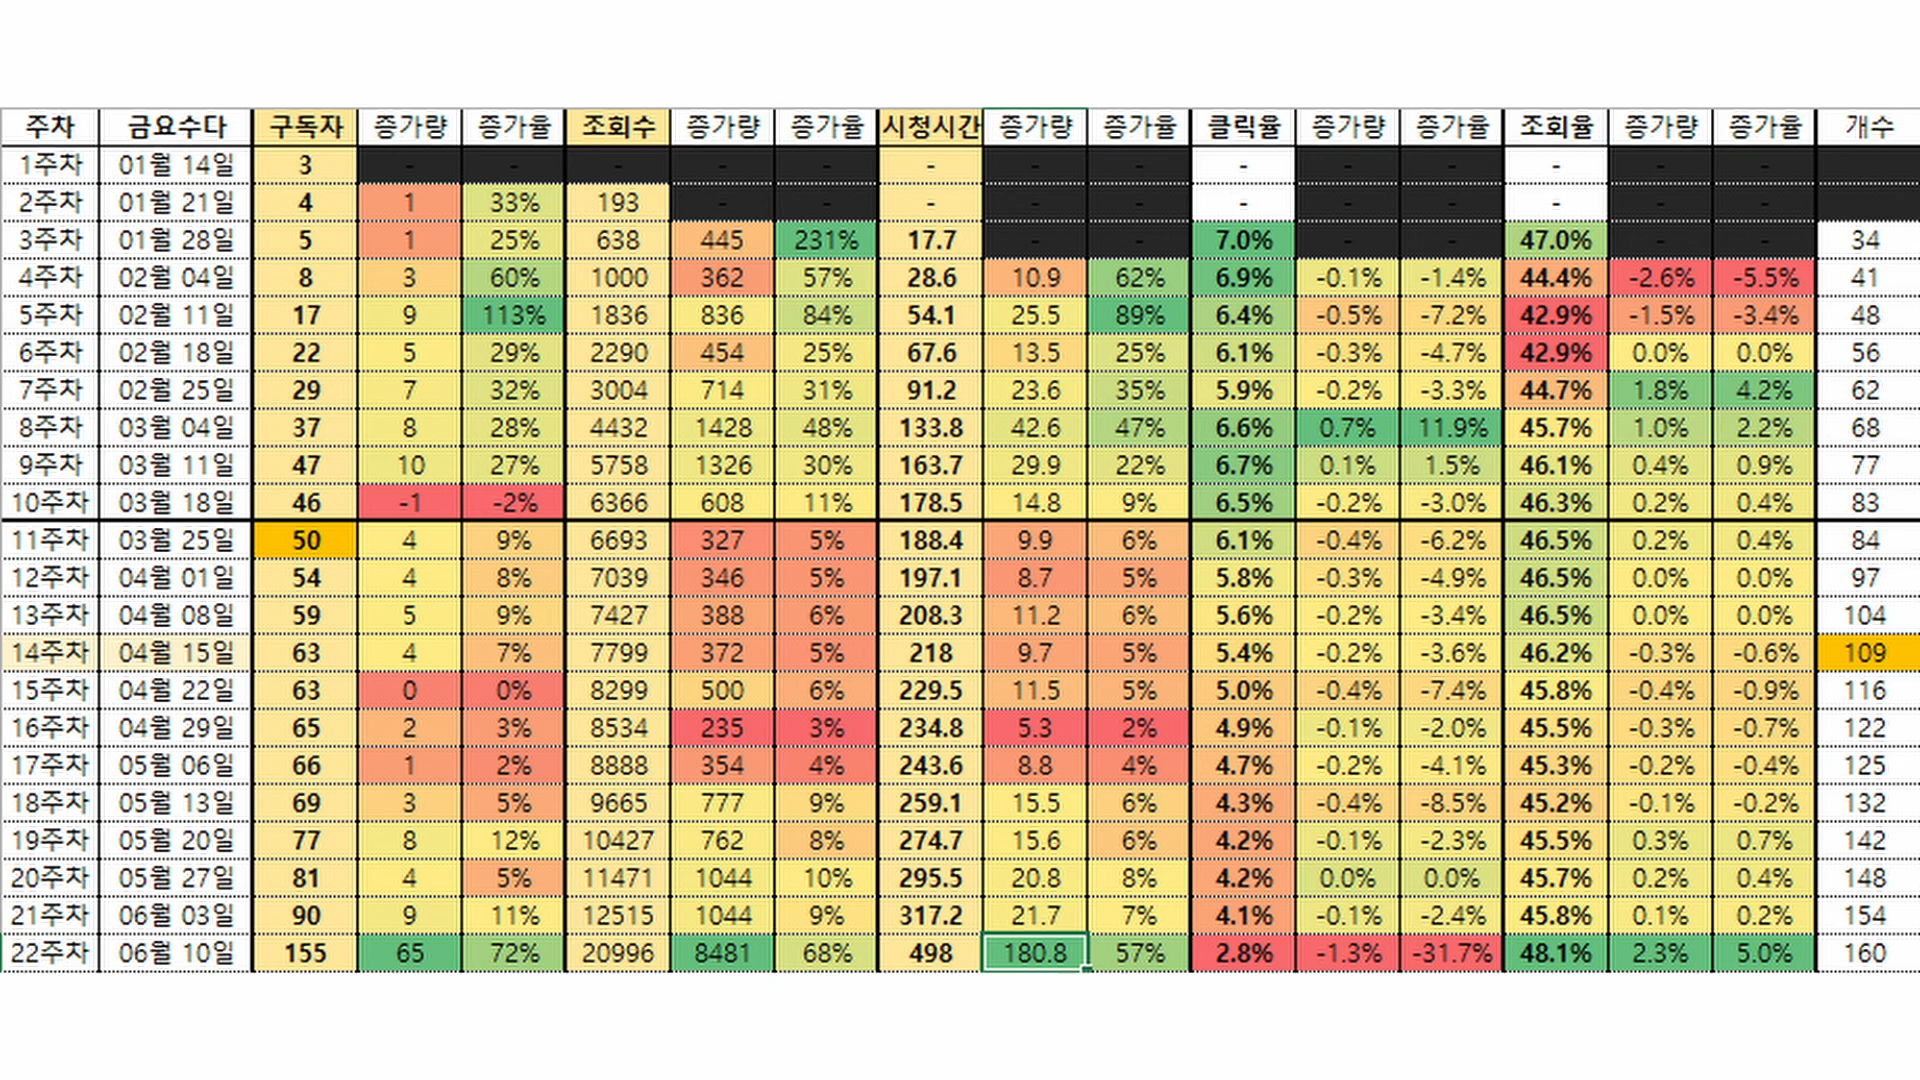 주차 금요수다 구독자 증가량 증가율 조회수 증가량 증가율 시청시간 증가량 증가율 클릭율 증가량 증가율 조회율 증가량 증가율 개수
1주차 01월 14일 3 - - - - - - - - - - - - - -
2주차 01월 21일 4 1 33% 193 - - - - - - - - - - -
3주차 01월 28일 5 1 25% 638 445 231% 17.7 - - 7.0% - - 47.0% - - 34
4주차 02월 04일 8 3 60% 1000 362 57% 28.6 10.9 62% 6.9% -0.1% -1.4% 44.4% -2.6% -5.5% 41
5주차 02월 11일 17 9 113% 1836 836 84% 54.1 25.5 89% 6.4% -0.5% -7.2% 42.9% -1.5% -3.4% 48
6주차 02월 18일 22 5 29% 2290 454 25% 67.6 13.5 25% 6.1% -0.3% -4.7% 42.9% 0.0% 0.0% 56
7주차 02월 25일 29 7 32% 3004 714 31% 91.2 23.6 35% 5.9% -0.2% -3.3% 44.7% 1.8% 4.2% 62
8주차 03월 04일 37 8 28% 4432 1428 48% 133.8 42.6 47% 6.6% 0.7% 11.9% 45.7% 1.0% 2.2% 68
9주차 03월 11일 47 10 27% 5758 1326 30% 163.7 29.9 22% 6.7% 0.1% 1.5% 46.1% 0.4% 0.9% 77
10주차 03월 18일 46 -1 -2% 6366 608 11% 178.5 14.8 9% 6.5% -0.2% -3.0% 46.3% 0.2% 0.4% 83
11주차 03월 25일 50 4 9% 6693 327 5% 188.4 9.9 6% 6.1% -0.4% -6.2% 46.5% 0.2% 0.4% 84
12주차 04월 01일 54 4 8% 7039 346 5% 197.1 8.7 5% 5.8% -0.3% -4.9% 46.5% 0.0% 0.0% 97
13주차 04월 08일 59 5 9% 7427 388 6% 208.3 11.2 6% 5.6% -0.2% -3.4% 46.5% 0.0% 0.0% 104
14주차 04월 15일 63 4 7% 7799 372 5% 218 9.7 5% 5.4% -0.2% -3.6% 46.2% -0.3% -0.6% 109
15주차 04월 22일 63 0 0% 8299 500 6% 229.5 11.5 5% 5.0% -0.4% -7.4% 45.8% -0.4% -0.9% 116
16주차 04월 29일 65 2 3% 8534 235 3% 234.8 5.3 2% 4.9% -0.1% -2.0% 45.5% -0.3% -0.7% 122
17주차 05월 06일 66 1 2% 8888 354 4% 243.6 8.8 4% 4.7% -0.2% -4.1% 45.3% -0.2% -0.4% 125
18주차 05월 13일 69 3 5% 9665 777 9% 259.1 15.5 6% 4.3% -0.4% -8.5% 45.2% -0.1% -0.2% 132
19주차 05월 20일 77 8 12% 10427 762 8% 274.7 15.6 6% 4.2% -0.1% -2.3% 45.5% 0.3% 0.7% 142
20주차 05월 27일 81 4 5% 11471 1044 10% 295.5 20.8 8% 4.2% 0.0% 0.0% 45.7% 0.2% 0.4% 148
21주차 06월 03일 90 9 11% 12515 1044 9% 317.2 21.7 7% 4.1% -0.1% -2.4% 45.8% 0.1% 0.2% 154
22주차 06월 10일 155 65 72% 20996 8481 68% 498 180.8 57% 2.8% -1.3% -31.7% 48.1% 2.3% 5.0% 160